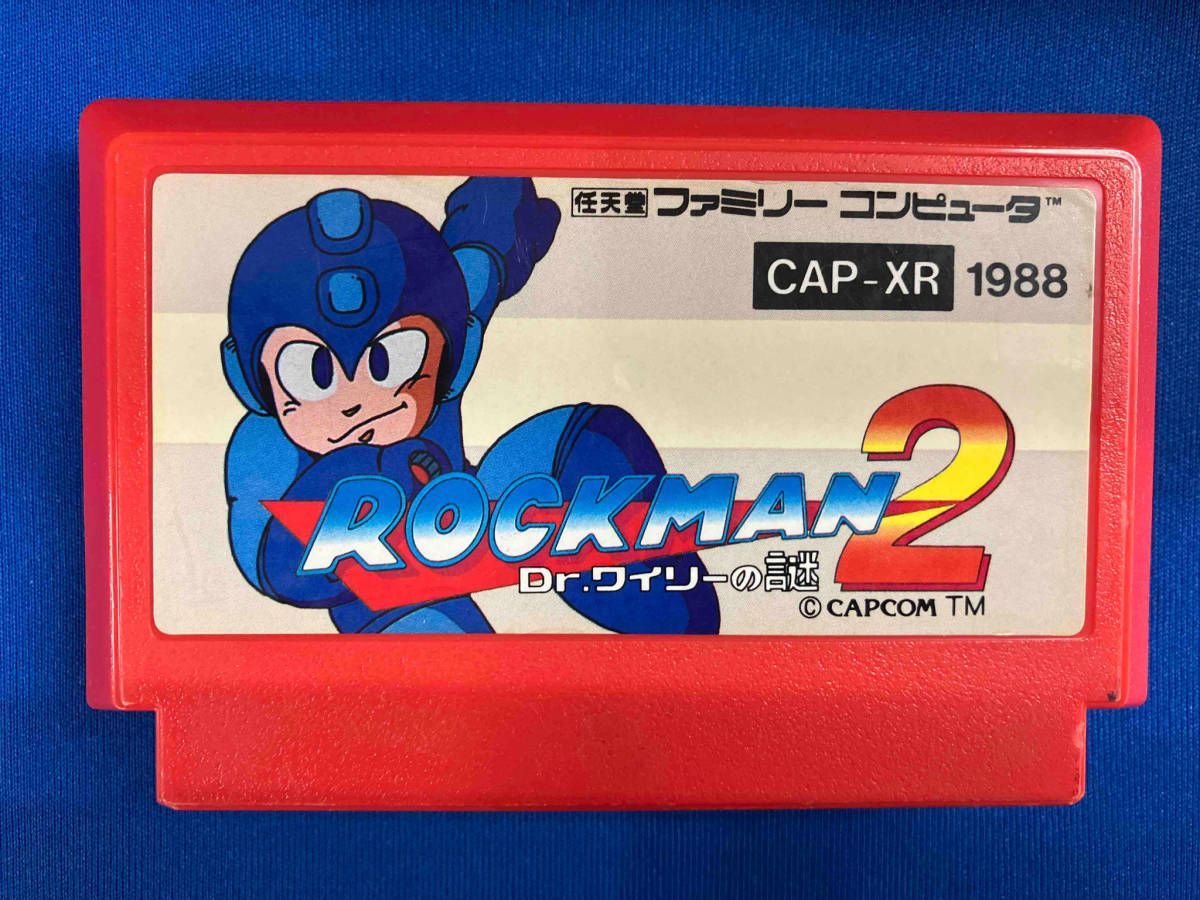 任天堂 ファミリー コンピュータ™
CAP-XR 1988
ROCKMAN 2
Dr.ワイリーの謎
© CAPCOM TM